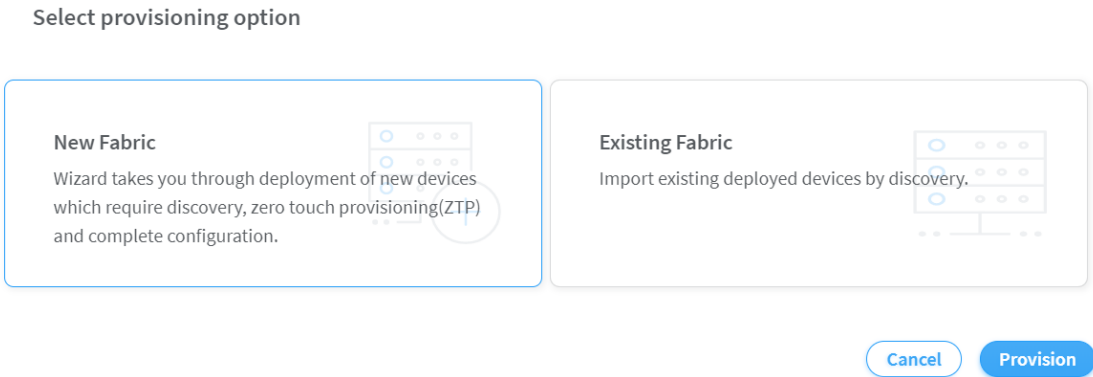 Select provisioning option
New Fabric
Wizard takes you through deployment of new devices
which require discovery, zero touch provisioning(ZTP)
and complete configuration.
Existing Fabric
Import existing deployed devices by discovery.
Cancel
Provision